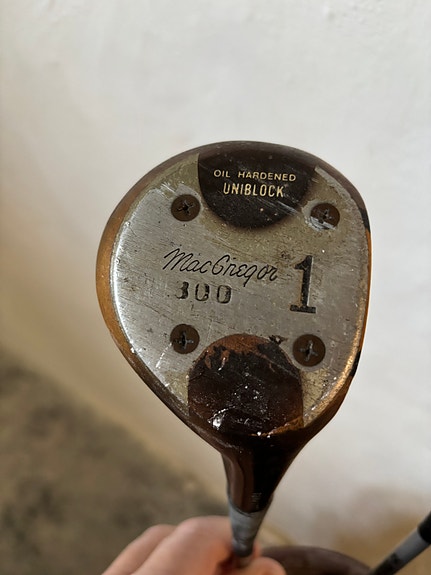 OIL HARDENED
UNIBLOCK
MacGregor
300
1